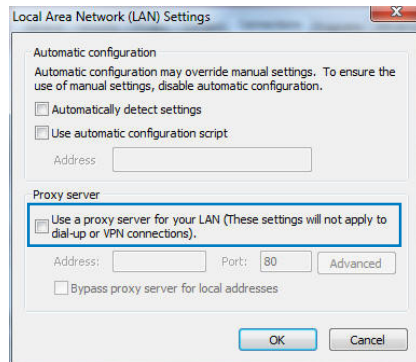 Local Area Network (LAN) Settings
Automatic configuration
Automatic configuration may override manual settings. To ensure the
use of manual settings, disable automatic configuration.
Automatically detect settings
Use automatic configuration script
Address
Proxy server
Use a proxy server for your LAN (These settings will not apply to
dial-up or VPN connections).
Address:
Port: 80
Advanced
Bypass proxy server for local addresses
OK
Cancel